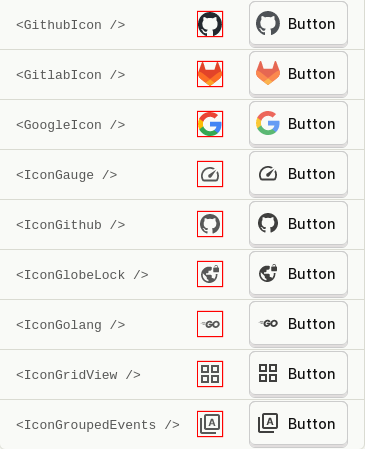 <GithubIcon /> Button
<GitlabIcon /> Button
<GoogleIcon /> Button
<IconGauge /> Button
<IconGithub /> Button
<IconGlobeLock /> Button
<IconGolang /> GO Button
<IconGridView /> Button
<IconGroupedEvents /> A A Button